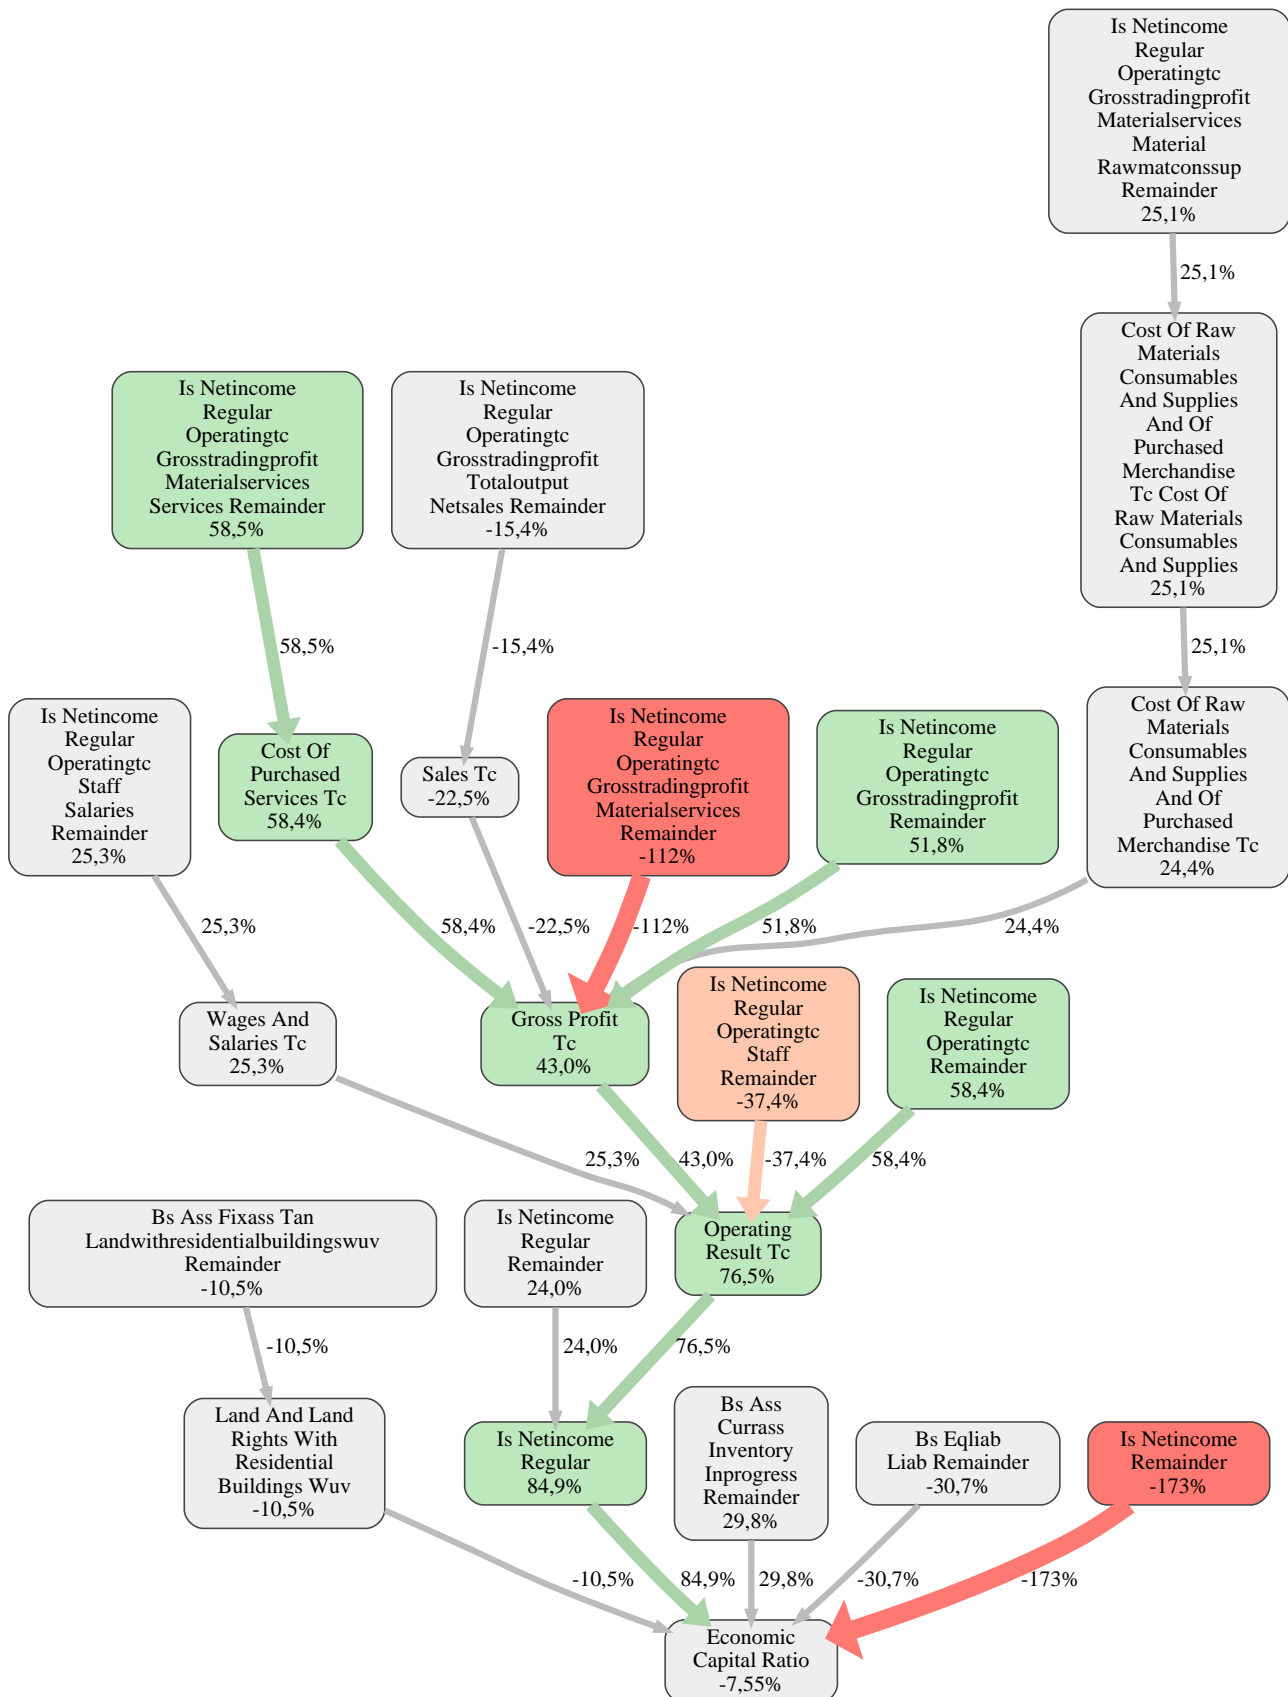 Is Netincome
Regular
Operatingtc
Grosstradingprofit
Materialservices
Material
Rawmatconssup
Remainder
25,1%
25,1%
Cost Of Raw
Materials
Consumables
And Supplies
And Of
Purchased
Merchandise
Tc Cost Of
Raw Materials
Consumables
And Supplies
25,1%
Is Netincome
Regular
Operatingtc
Grosstradingprofit
Materialservices
Services Remainder
58,5%
Is Netincome
Regular
Operatingtc
Grosstradingprofit
Totaloutput
Netsales Remainder
-15,4%
58,5%
-15,4%
25,1%
Is Netincome
Regular
Operatingtc
Staff
Salaries
Remainder
25,3%
Cost Of
Purchased
Services Tc
58,4%
Sales Tc
-22,5%
Is Netincome
Regular
Operatingtc
Grosstradingprofit
Materialservices
Remainder
-112%
Is Netincome
Regular
Operatingtc
Grosstradingprofit
Remainder
51,8%
Cost Of Raw
Materials
Consumables
And Supplies
And Of
Purchased
Merchandise Tc
24,4%
25,3%
58,4%
-22,5%
-112%
51,8%
24,4%
Wages And
Salaries Tc
25,3%
Gross Profit
Tc
43,0%
Is Netincome
Regular
Operatingtc
Staff
Remainder
-37,4%
Is Netincome
Regular
Operatingtc
Remainder
58,4%
25,3%
43,0%
-37,4%
58,4%
Bs Ass Fixass Tan
Landwithresidentialbuildingswuv
Remainder
-10,5%
Is Netincome
Regular
Remainder
24,0%
Operating
Result Tc
76,5%
-10,5%
24,0%
76,5%
Land And Land
Rights With
Residential
Buildings Wuv
-10,5%
Is Netincome
Regular
84,9%
Bs Ass
Currass
Inventory
Inprogress
Remainder
29,8%
Bs Eqliab
Liab Remainder
-30,7%
Is Netincome
Remainder
-173%
-10,5%
84,9%
29,8%
-30,7%
-173%
Economic
Capital Ratio
-7,55%